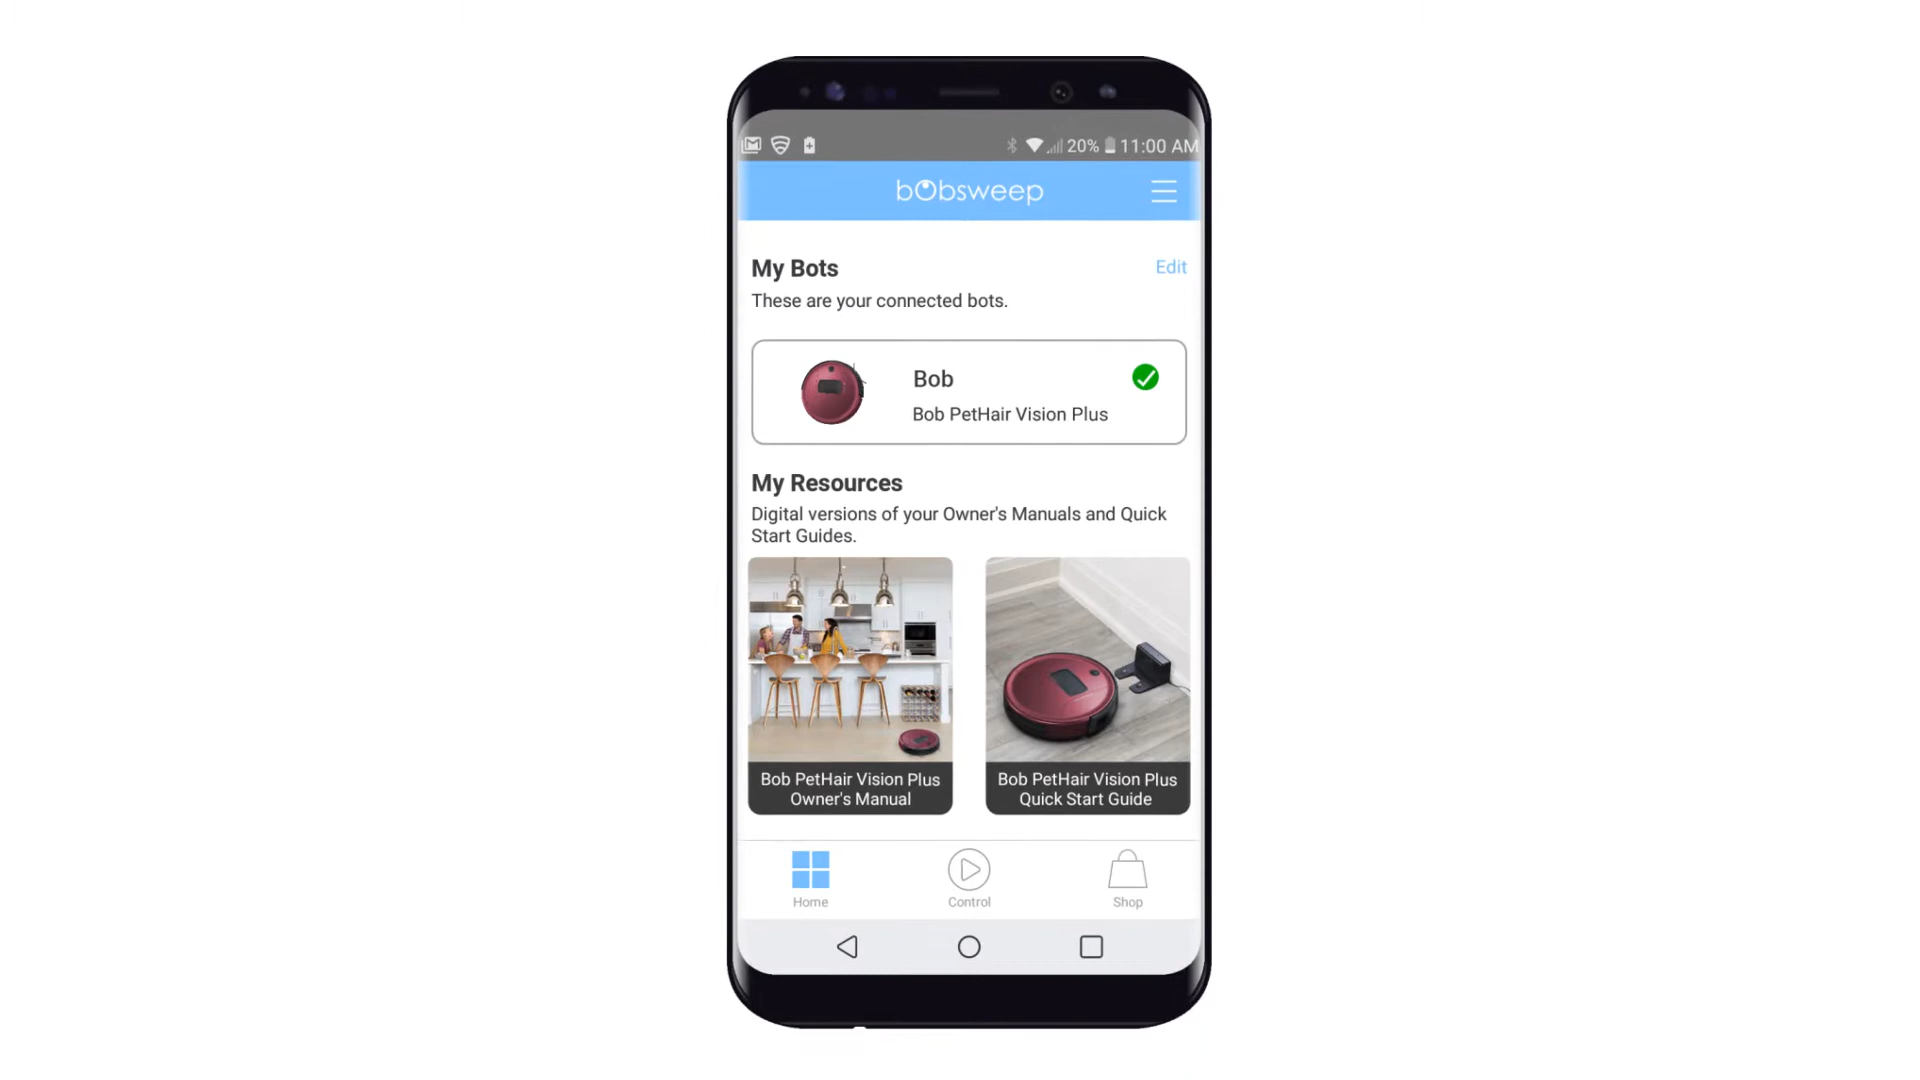 20% 11:00 AM
bobsweep
My Bots
Edit
These are your connected bots.
Bob
Bob PetHair Vision Plus
My Resources
Digital versions of your Owner's Manuals and Quick
Start Guides.
Bob PetHair Vision Plus
Owner's Manual
Bob PetHair Vision Plus
Quick Start Guide
Home
Control
Shop